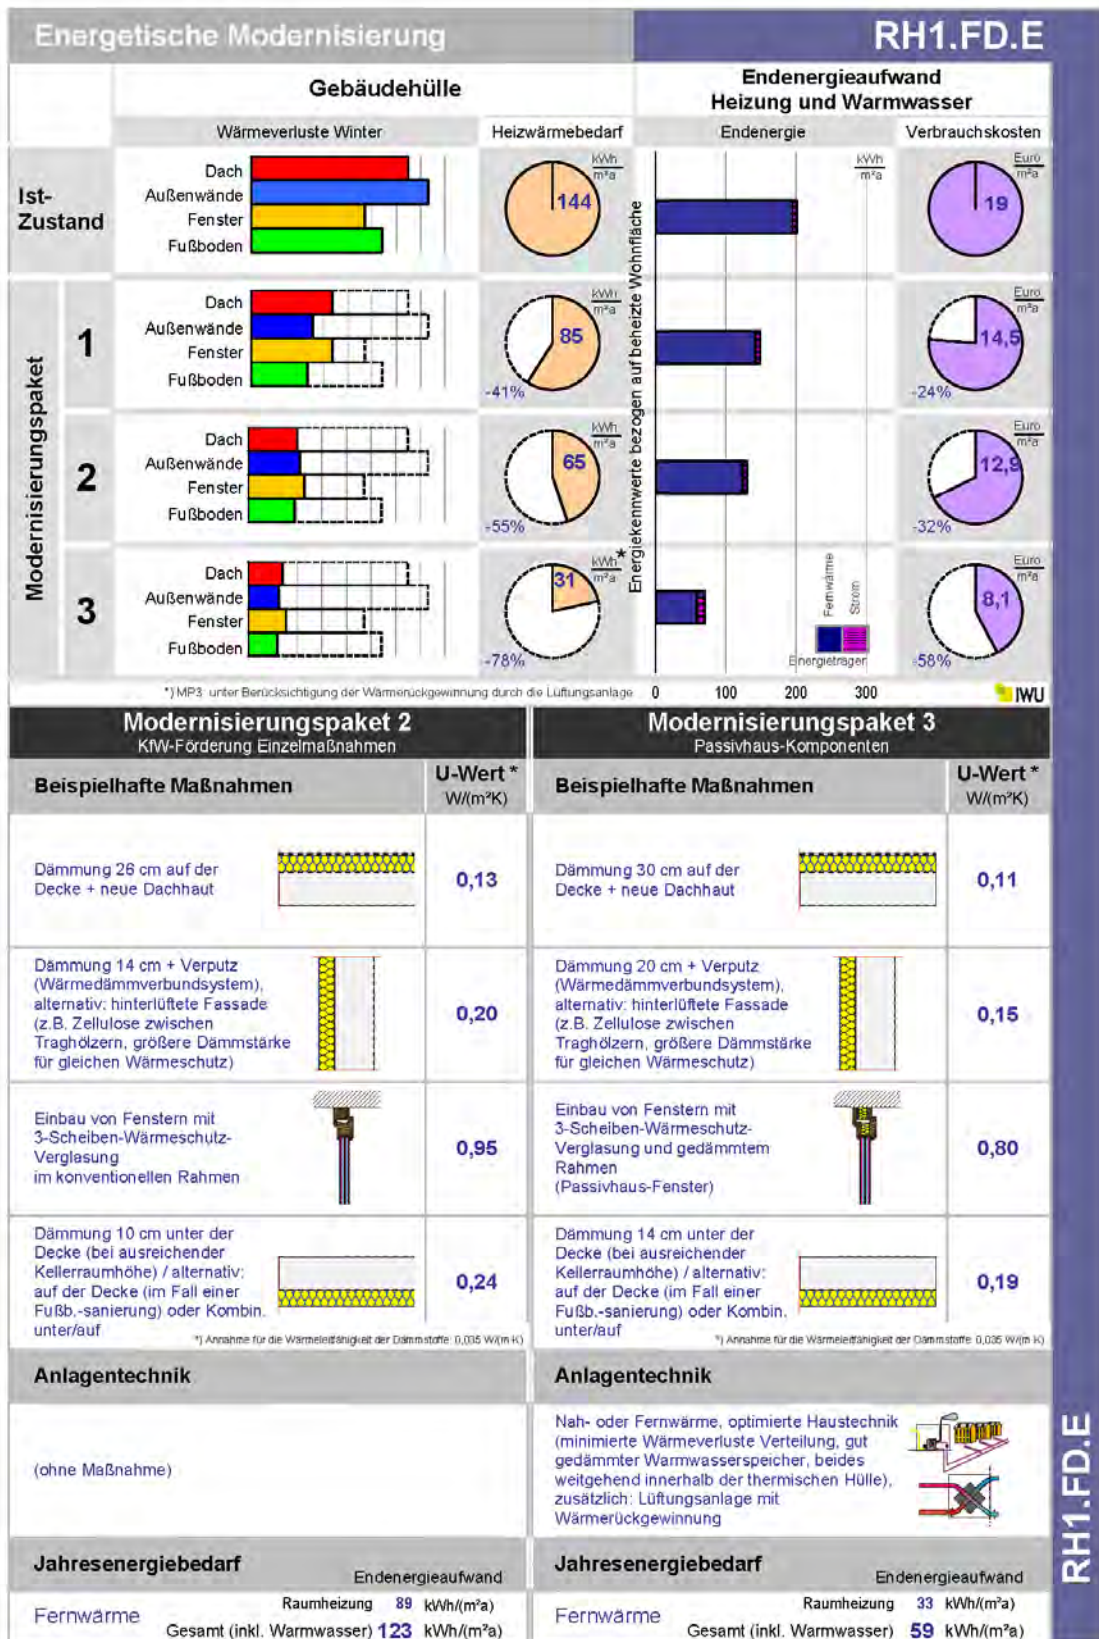 Energetische Modernisierung
RH1.FD.E
Gebäudehülle
Endenergieaufwand
Heizung und Warmwasser
Wärmeverluste Winter
Heizwärmebedarf
Endenergie
Verbrauchskosten
Ist-
Zustand
Dach
Außenwände
Fenster
Fußboden
144
kWh
m²a
kWh
m²a
19
Euro
m²a
Modernisierungspaket
1
Dach
Außenwände
Fenster
Fußboden
85
kWh
m²a
-41%
14,5
Euro
m²a
-24%
2
Dach
Außenwände
Fenster
Fußboden
65
kWh
m²a
-55%
12,9
Euro
m²a
-32%
3
Dach
Außenwände
Fenster
Fußboden
31
kWh *
m²a
-78%
8,1
Euro
m²a
-58%
Energiekennwerte bezogen auf beheizte Wohnfläche
Fernwärme
Strom
Energieträger
*) MP3: unter Berücksichtigung der Wärmerückgewinnung durch die Lüftungsanlage
0 100 200 300
IWU
Modernisierungspaket 2
KfW-Förderung Einzelmaßnahmen
Beispielhafte Maßnahmen
U-Wert *
W/(m²K)
Dämmung 26 cm auf der
Decke + neue Dachhaut
0,13
Dämmung 14 cm + Verputz
(Wärmedämmverbundsystem),
alternativ: hinterlüftete Fassade
(z.B. Zellulose zwischen
Traghölzern, größere Dämmstärke
für gleichen Wärmeschutz)
0,20
Einbau von Fenstern mit
3-Scheiben-Wärmeschutz-
Verglasung
im konventionellen Rahmen
0,95
Dämmung 10 cm unter der
Decke (bei ausreichender
Kellerraumhöhe) / alternativ:
auf der Decke (im Fall einer
Fußb.-sanierung) oder Kombin.
unter/auf
0,24
*) Annahme für die Wärmeleitfähigkeit der Dämmstoffe: 0,035 W/(m K)
Anlagentechnik
(ohne Maßnahme)
Jahresenergiebedarf
Endenergieaufwand
Fernwärme
Raumheizung 89 kWh/(m²a)
Gesamt (inkl. Warmwasser) 123 kWh/(m²a)
Modernisierungspaket 3
Passivhaus-Komponenten
Beispielhafte Maßnahmen
U-Wert *
W/(m²K)
Dämmung 30 cm auf der
Decke + neue Dachhaut
0,11
Dämmung 20 cm + Verputz
(Wärmedämmverbundsystem),
alternativ: hinterlüftete Fassade
(z.B. Zellulose zwischen
Traghölzern, größere Dämmstärke
für gleichen Wärmeschutz)
0,15
Einbau von Fenstern mit
3-Scheiben-Wärmeschutz-
Verglasung und gedämmtem
Rahmen
(Passivhaus-Fenster)
0,80
Dämmung 14 cm unter der
Decke (bei ausreichender
Kellerraumhöhe) / alternativ:
auf der Decke (im Fall einer
Fußb.-sanierung) oder Kombin.
unter/auf
0,19
*) Annahme für die Wärmeleitfähigkeit der Dämmstoffe: 0,035 W/(m K)
Anlagentechnik
Nah- oder Fernwärme, optimierte Haustechnik
(minimierte Wärmeverluste Verteilung, gut
gedämmter Warmwasserspeicher, beides
weitgehend innerhalb der thermischen Hülle),
zusätzlich: Lüftungsanlage mit
Wärmerückgewinnung
Jahresenergiebedarf
Endenergieaufwand
Fernwärme
Raumheizung 33 kWh/(m²a)
Gesamt (inkl. Warmwasser) 59 kWh/(m²a)
RH1.FD.E